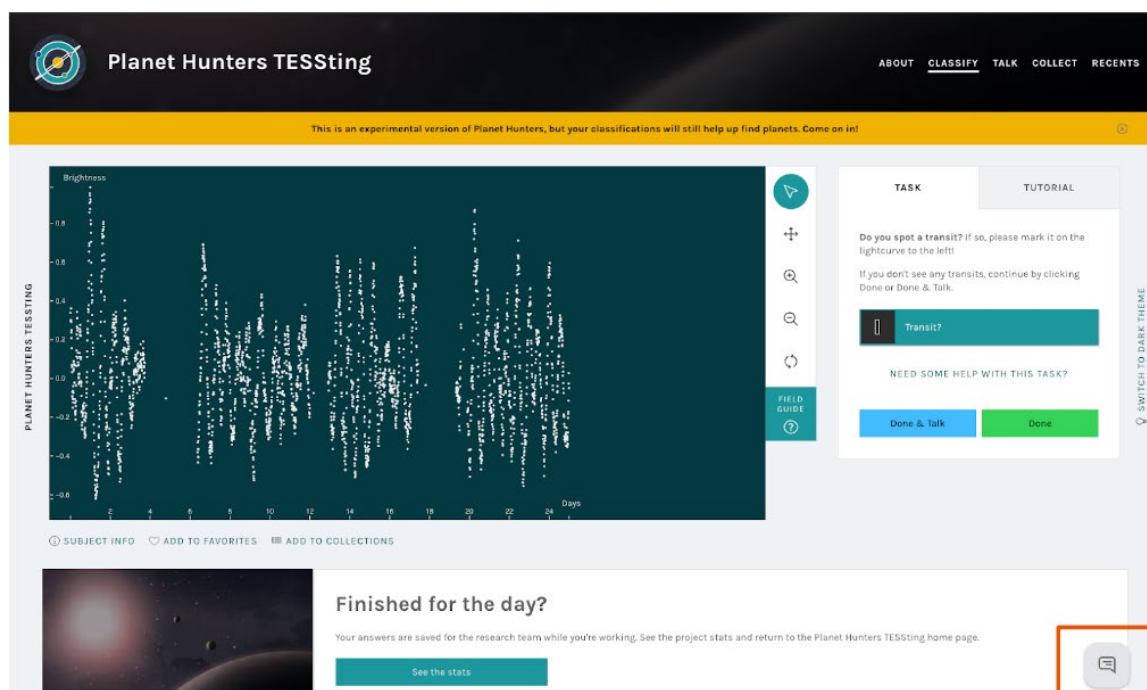 Planet Hunters TESSting
ABOUT CLASSIFY TALK COLLECT RECENTS
This is an experimental version of Planet Hunters, but your classifications will still help up find planets. Come on in!
PLANET HUNTERS TESSTING
Brightness
0.8
0.6
0.4
0.2
0.0
-0.2
-0.4
-0.6
Days
2 4 6 8 10 12 14 16 18 20 22 24
FIELD
GUIDE
TASK TUTORIAL
Do you spot a transit? If so, please mark it on the
lightcurve to the left!
If you don't see any transits, continue by clicking
Done or Done & Talk.
Transit?
NEED SOME HELP WITH THIS TASK?
Done & Talk Done
SWITCH TO DARK THEME
SUBJECT INFO ADD TO FAVORITES ADD TO COLLECTIONS
Finished for the day?
Your answers are saved for the research team while you're working. See the project stats and return to the Planet Hunters TESSting home page.
See the stats